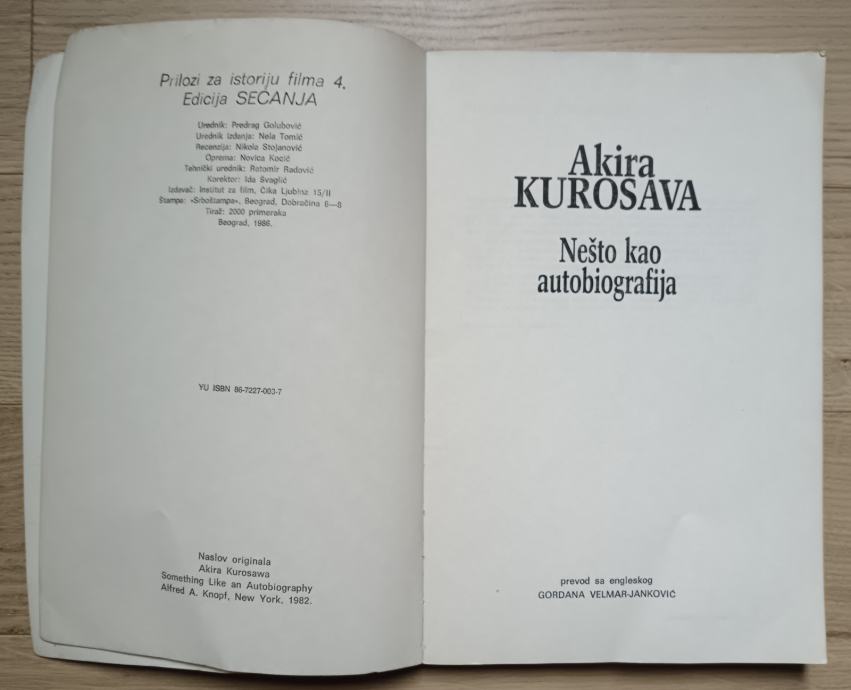 Prilozi za istoriju filma 4.
Edicija SEĆANJA
Urednik: Predrag Golubović
Urednik izdanja: Nela Tomić
Recenzija: Nikola Stojanović
Oprema: Novica Kocić
Tehnički urednik: Ratomir Radović
Korektor: Ida Švaglić
Izdavač: Institut za film, Čika Ljubina 15/II
Štampa: »Srboštampa«, Beograd, Dobračina 6—8
Tiraž: 2000 primeraka
Beograd, 1986.
YU ISBN 86-7227-003-7
Naslov originala
Akira Kurosawa
Something Like an Autobiography
Alfred A. Knopf, New York, 1982.
Akira
KUROSAVA
Nešto kao
autobiografija
prevod sa engleskog
GORDANA VELMAR-JANKOVIĆ